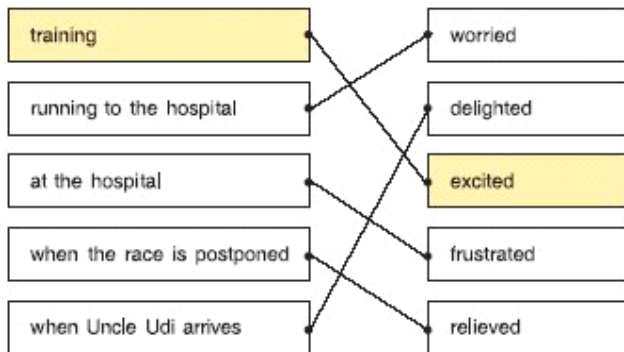 training
worried
running to the hospital
delighted
at the hospital
excited
when the race is postponed
frustrated
when Uncle Udi arrives
relieved